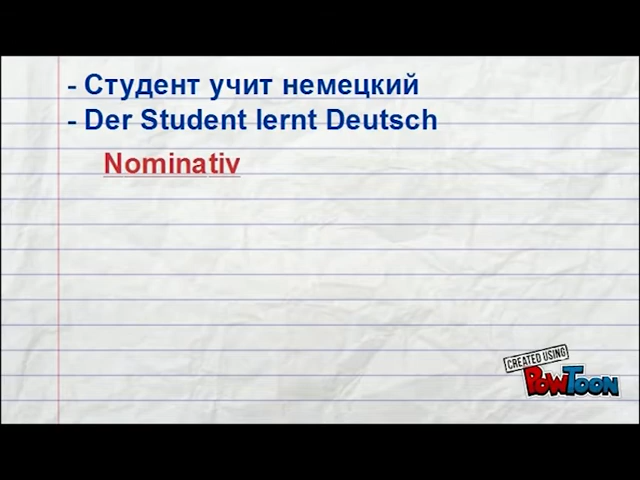 - Студент учит немецкий
- Der Student lernt Deutsch
Nominativ
CREATED USING
POWTOON